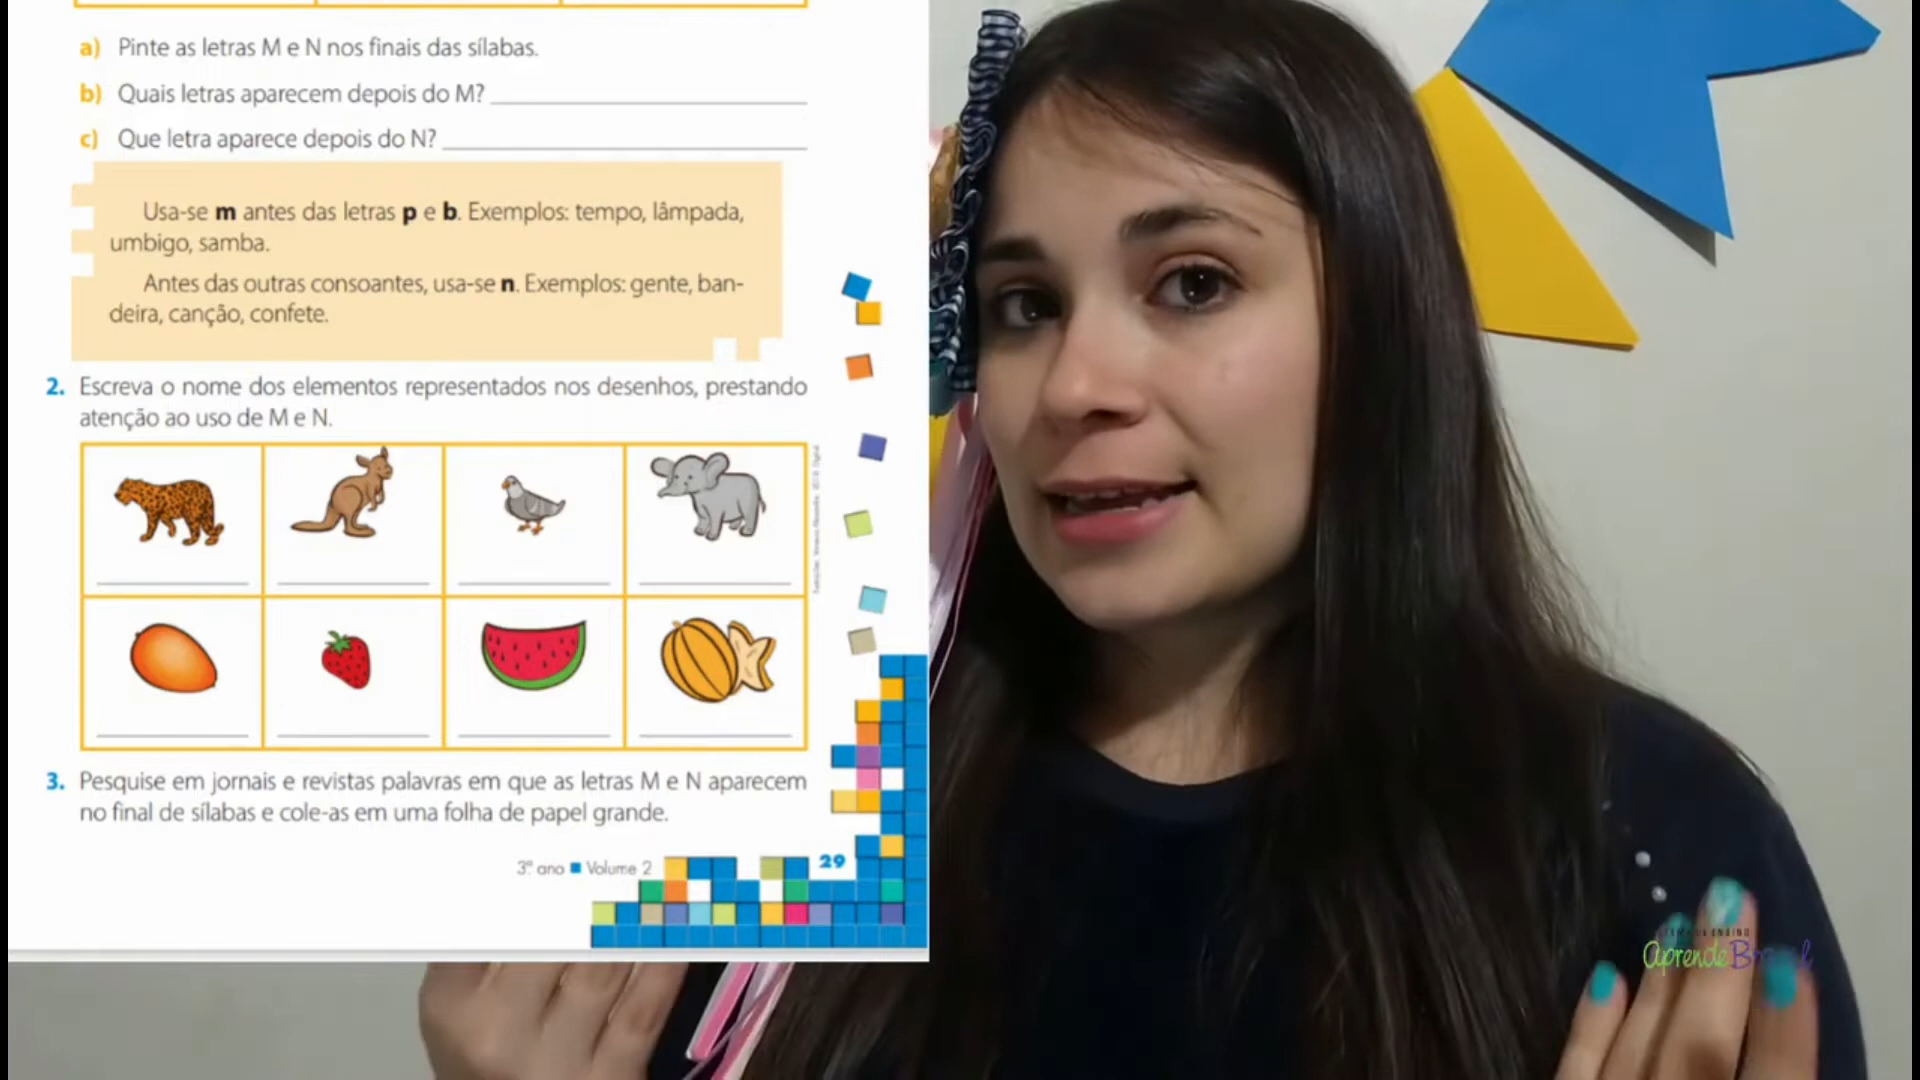 a) Pinte as letras M e N nos finais das sílabas.
b) Quais letras aparecem depois do M?
c) Que letra aparece depois do N?
Usa-se m antes das letras p e b. Exemplos: tempo, lâmpada,
umbigo, samba.
Antes das outras consoantes, usa-se n. Exemplos: gente, ban-
deira, canção, confete.
2. Escreva o nome dos elementos representados nos desenhos, prestando
atenção ao uso de M e N.
3. Pesquise em jornais e revistas palavras em que as letras M e N aparecem
no final de sílabas e cole-as em uma folha de papel grande.
3º ano ■ Volume 2
29
aprendeBrasil